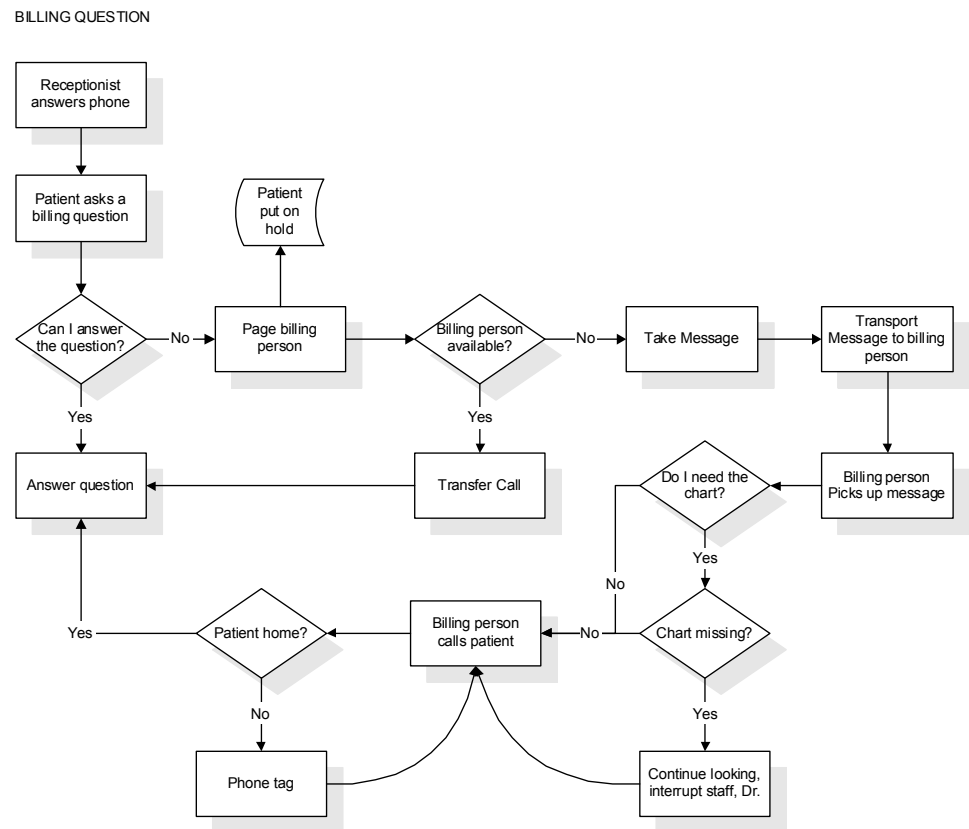 BILLING QUESTION
Receptionist
answers phone
Patient asks a
billing question
Patient
put on
hold
Can I answer
the question?
No
Page billing
person
Billing person
available?
No
Take Message
Transport
Message to billing
person
Yes
Yes
Answer question
Transfer Call
Do I need the
chart?
Billing person
Picks up message
Yes
No
Yes
Patient home?
Billing person
calls patient
No
Chart missing?
No
Yes
Phone tag
Continue looking,
interrupt staff, Dr.